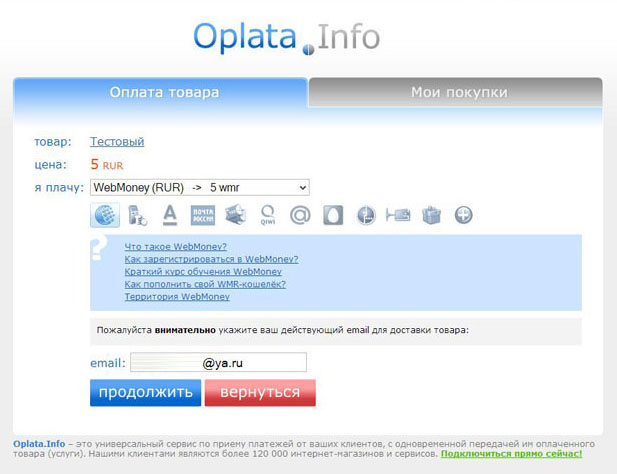 Oplata.Info
Оплата товара
Мои покупки
товар: Тестовый
цена: 5 RUR
я плачу: WebMoney (RUR) -> 5 wmr
ПОЧТА РОССИИ
QIWI
Что такое WebMoney?
Как зарегистрироваться в WebMoney?
Краткий курс обучения WebMoney
Как пополнить свой WMR-кошелёк?
Территория WebMoney
Пожалуйста внимательно укажите ваш действующий email для доставки товара:
email: @ya.ru
продолжить вернуться
Oplata.Info – это универсальный сервис по приему платежей от ваших клиентов, с одновременной передачей им оплаченного
товара (услуги). Нашими клиентами являются более 120 000 интернет-магазинов и сервисов. Подключиться прямо сейчас!